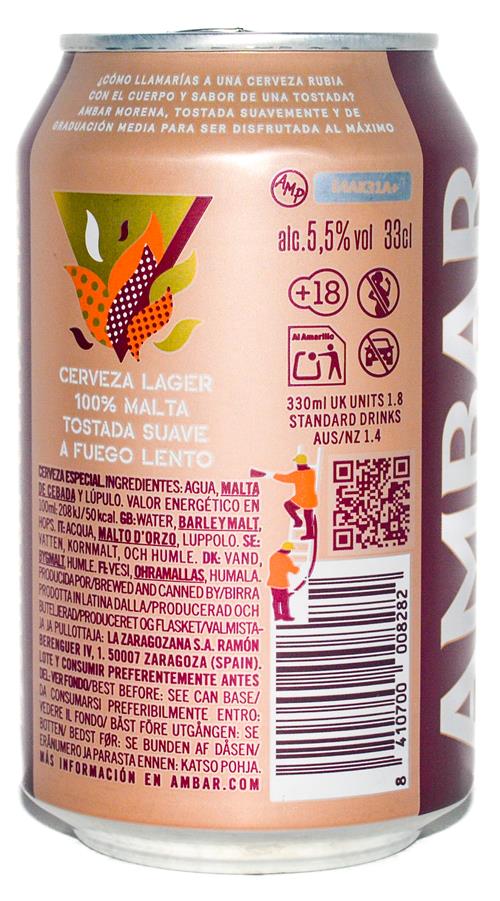 ¿CÓMO LLAMARÍAS A UNA CERVEZA RUBIA
CON EL CUERPO Y SABOR DE UNA TOSTADA?
AMBAR MORENA, TOSTADA SUAVEMENTE Y DE
GRADUACIÓN MEDIA PARA SER DISFRUTADA AL MÁXIMO
AMP
alc.5,5% vol 33cl
+18
Al Amarillo
330ml UK UNITS 1.8
STANDARD DRINKS
AUS/NZ 1.4
CERVEZA LAGER
100% MALTA
TOSTADA SUAVE
A FUEGO LENTO
CERVEZA ESPECIAL. INGREDIENTES: AGUA, MALTA
DE CEBADA Y LÚPULO. VALOR ENERGÉTICO EN
100ml: 208kJ/50kcal. GB: WATER, BARLEY MALT,
HOPS. IT: ACQUA, MALTO D'ORZO, LUPPOLO. SE:
VATTEN, KORNMALT, OCH HUMLE. DK: VAND,
BYGMALT, HUMLE. FI: VESI, OHRAMALLAS, HUMALA.
PRODUCIDA POR/BREWED AND CANNED BY/BIRRA
PRODOTTA IN LATINA DALLA/PRODUCERAD OCH
BUTELJERAD/PRODUCERET OG FLASKET/VALMISTA-
JA JA PULLOTTAJA: LA ZARAGOZANA S.A. RAMÓN
BERENGUER IV, 1. 50007 ZARAGOZA (SPAIN).
LOTE Y CONSUMIR PREFERENTEMENTE ANTES
DEL: VER FONDO/BEST BEFORE: SEE CAN BASE/
DA CONSUMARSI PREFERIBILMENTE ENTRO:
VEDERE IL FONDO/ BÄST FÖRE UTGÅNGEN: SE
BOTTEN/ BEDST FØR: SE BUNDEN AF DÅSEN/
ERÄNUMERO JA PARASTA ENNEN: KATSO POHJA.
MÁS INFORMACIÓN EN AMBAR.COM
8 410700 008282
AMBAR